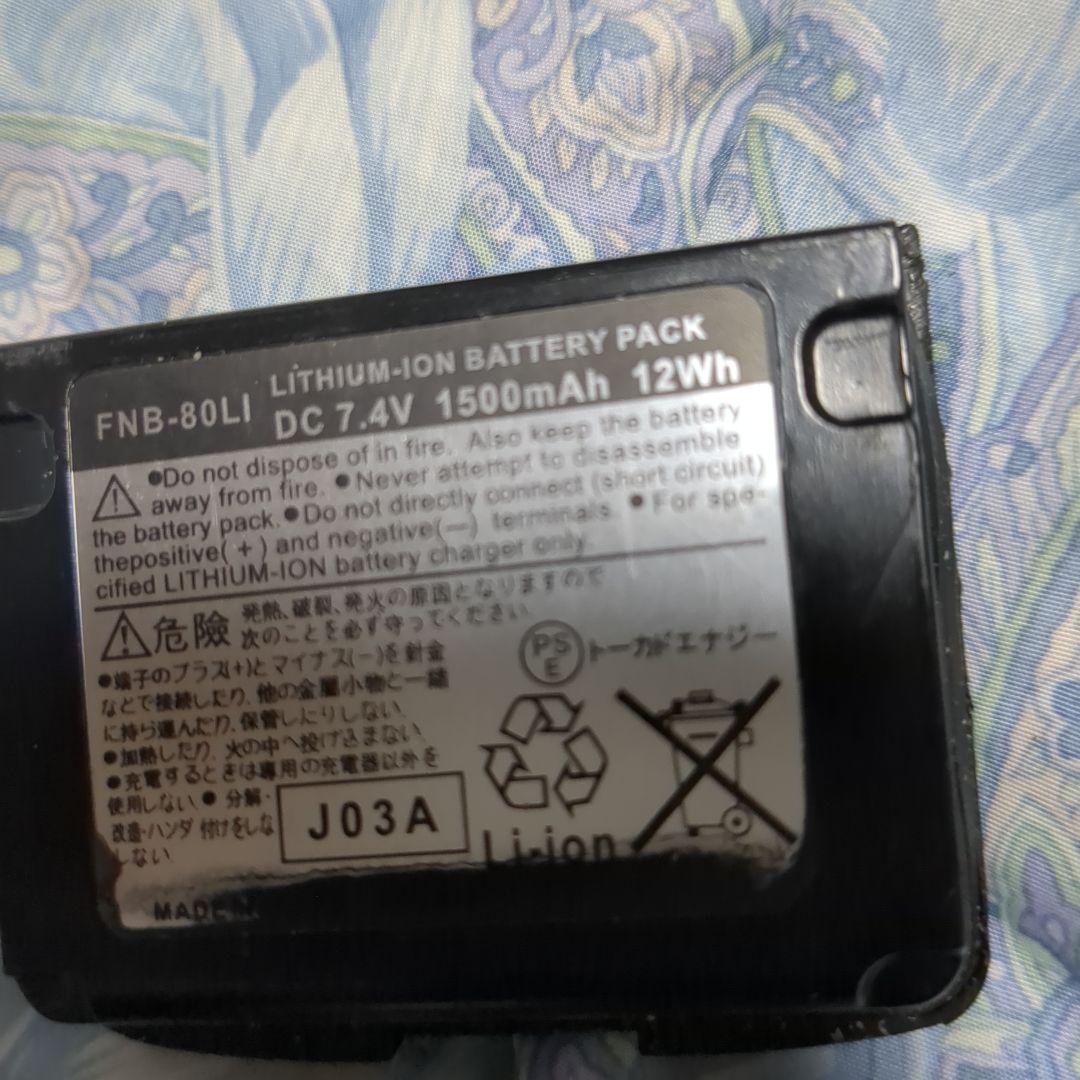 LITHIUM-ION BATTERY PACK
FNB-80LI DC 7.4V 1500mAh 12Wh
●Do not dispose of in fire. Also keep the battery
away from fire. ●Never attempt to disassemble
the battery pack.●Do not directly connect (short circuit)
thepositive(+) and negative(—) terminals. ●For spe-
cified LITHIUM-ION battery charger only.
危険 発熱、破裂、発火の原因となりますので
次のことを必ず守ってください.
●端子のプラス(+)とマイナス(-)を針金
などで接続したり, 他の金属小物と一緒
に持ち運んだり, 保管したりしない.
●加熱したり, 火の中へ投げ込まない.
●充電するときは専用の充電器以外を
使用しない● 分解·
改造·ハンダ 付けをしな
しない.
PS
E
トーカドエナジー
J03A
Li-ion
MADE